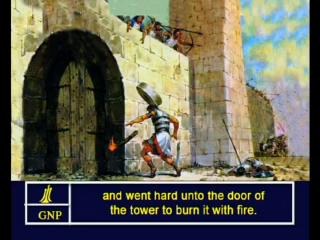 and went hard unto the door of
the tower to burn it with fire.
GNP